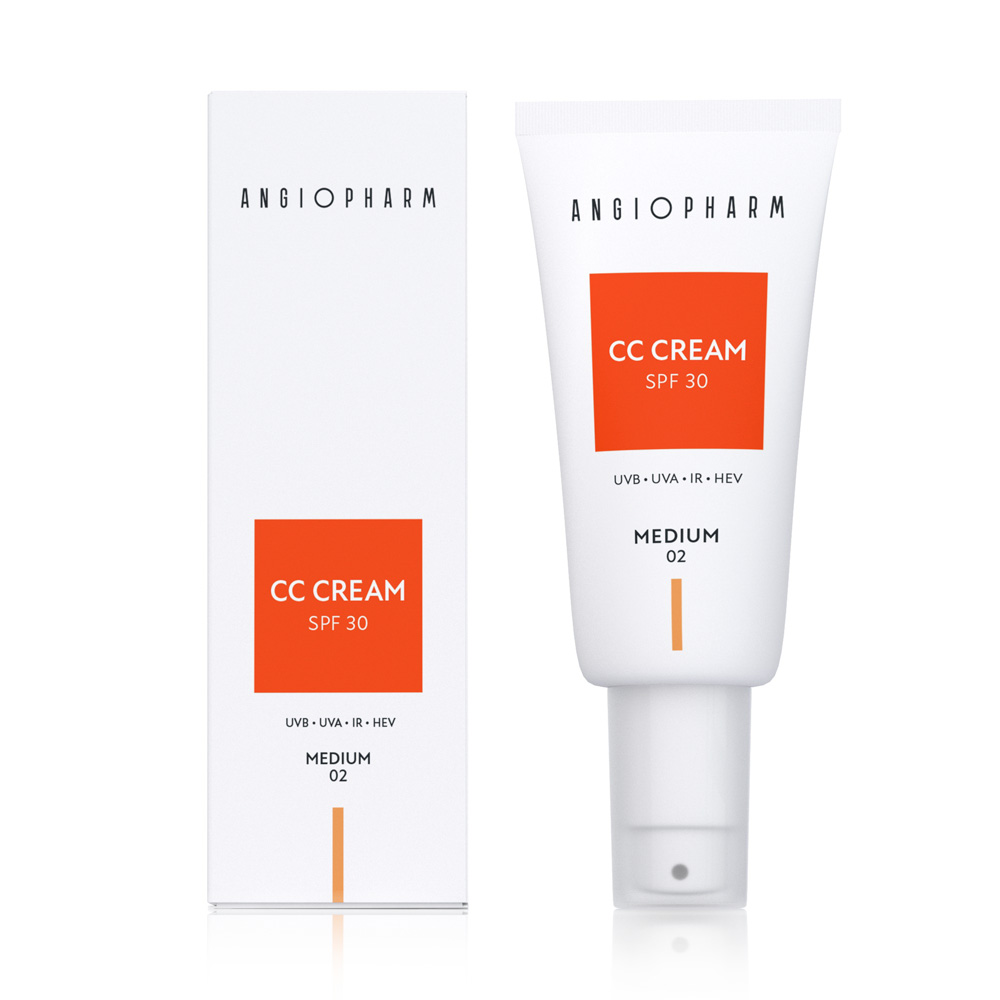 ANGIOPHARM
CC CREAM
SPF 30
UVB • UVA • IR • HEV
MEDIUM
02
ANGIOPHARM
CC CREAM
SPF 30
UVB • UVA • IR • HEV
MEDIUM
02